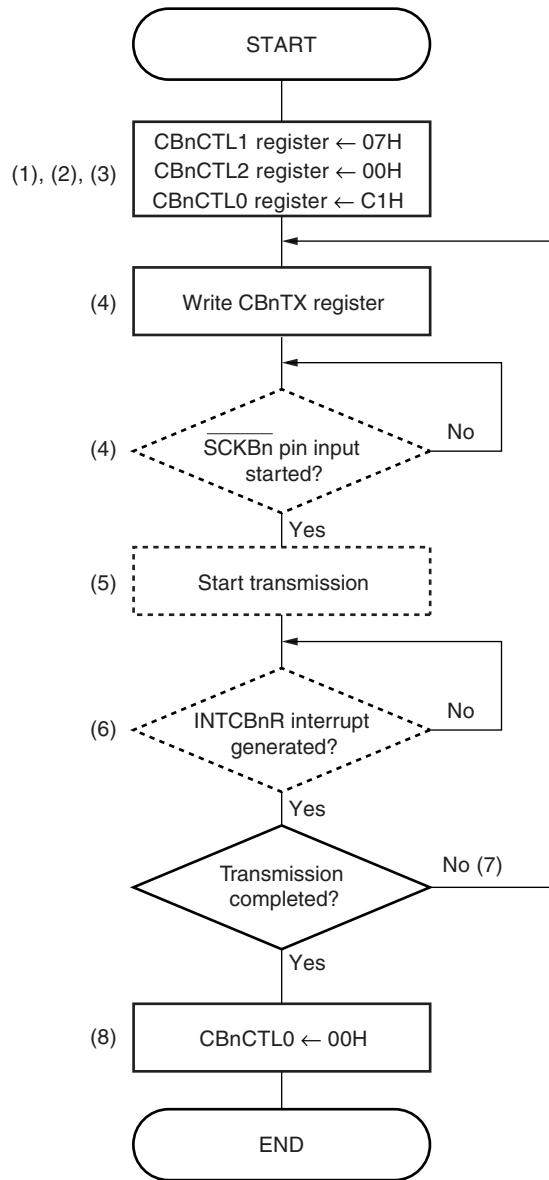 START
(1), (2), (3)
CBnCTL1 register ← 07H
CBnCTL2 register ← 00H
CBnCTL0 register ← C1H
(4)
Write CBnTX register
(4)
SCKBn pin input
started?
No
Yes
(5)
Start transmission
(6)
INTCBnR interrupt
generated?
No
Yes
Transmission
completed?
No (7)
Yes
(8)
CBnCTL0 ← 00H
END